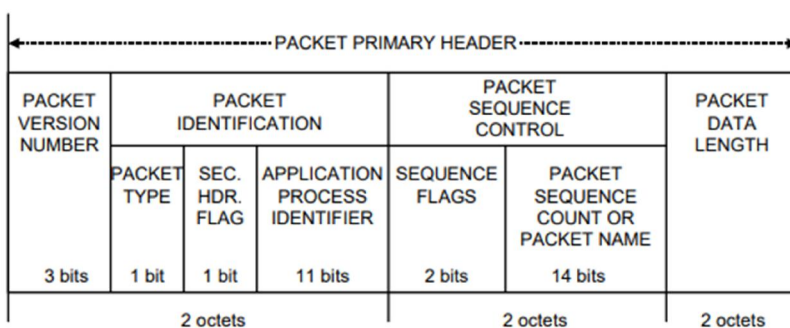 PACKET PRIMARY HEADER
PACKET
VERSION
NUMBER
3 bits
PACKET
IDENTIFICATION
PACKET
TYPE
1 bit
SEC.
HDR.
FLAG
1 bit
APPLICATION
PROCESS
IDENTIFIER
11 bits
PACKET
SEQUENCE
CONTROL
SEQUENCE
FLAGS
2 bits
PACKET
SEQUENCE
COUNT OR
PACKET NAME
14 bits
PACKET
DATA
LENGTH
2 octets
2 octets
2 octets